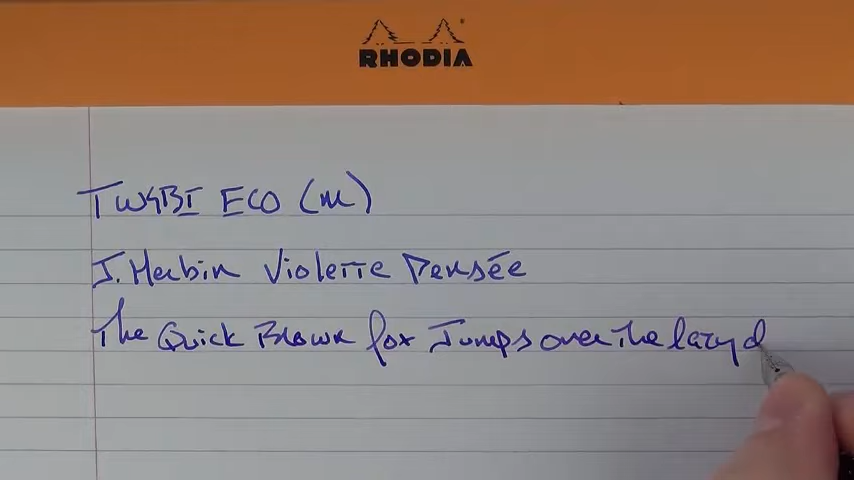 RHODIA
TWSBI ECO (M)
J. Herbin Violette Pensée
The Quick Brown fox Jumps over The lazy d